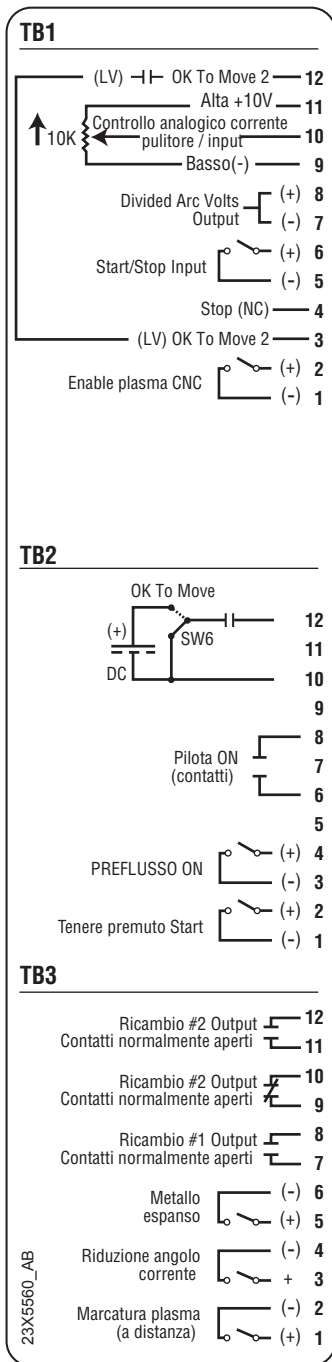 TB1
(LV) OK To Move 2 12
Alta +10V 11
10K Controllo analogico corrente pulitore / input 10
Basso(-) 9
Divided Arc Volts Output (+) 8
(-) 7
Start/Stop Input (+) 6
(-) 5
Stop (NC) 4
(LV) OK To Move 2 3
Enable plasma CNC (+) 2
(-) 1
TB2
OK To Move
(+)
DC
SW6
12
11
10
9
8
Pilota ON (contatti) 7
6
5
PREFLUSSO ON (+) 4
(-) 3
Tenere premuto Start (+) 2
(-) 1
TB3
Ricambio #2 Output 12
Contatti normalmente aperti 11
Ricambio #2 Output 10
Contatti normalmente aperti 9
Ricambio #1 Output 8
Contatti normalmente aperti 7
Metallo espanso (-) 6
(+) 5
Riduzione angolo corrente (-) 4
+ 3
Marcatura plasma (a distanza) (-) 2
(+) 1
23X5560_AB